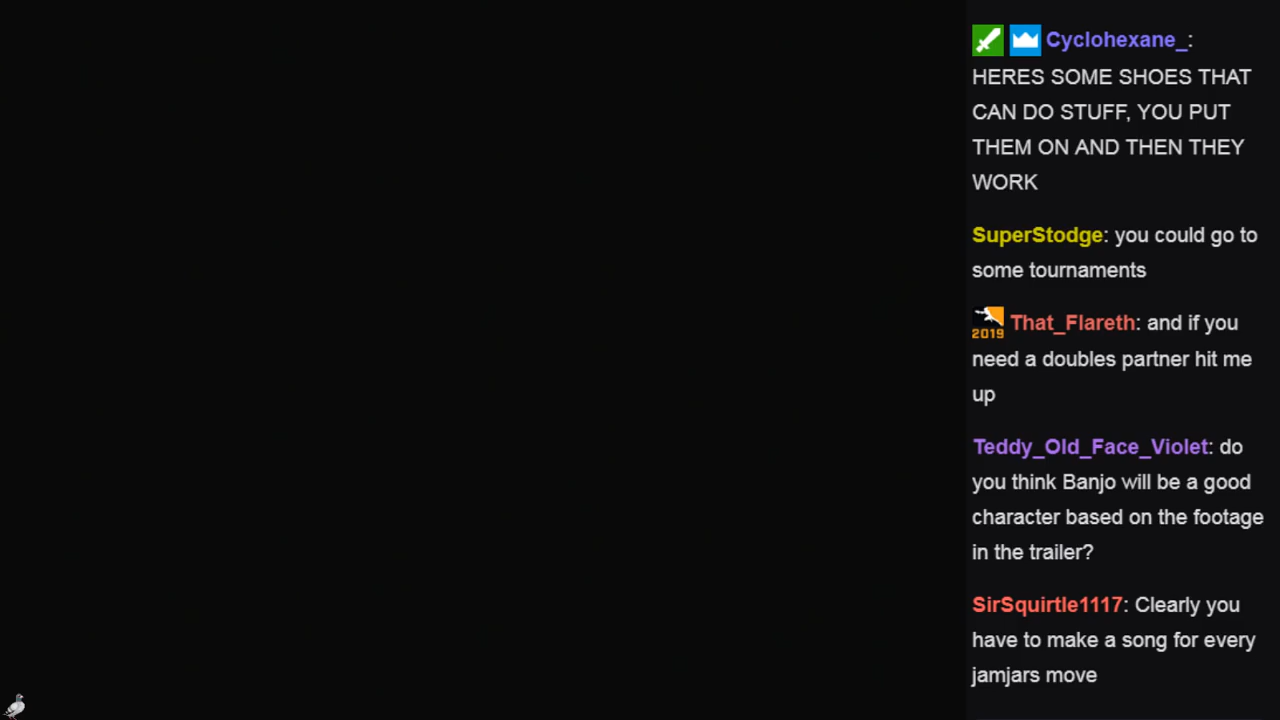 Cyclohexane_:
HERES SOME SHOES THAT
CAN DO STUFF, YOU PUT
THEM ON AND THEN THEY
WORK
SuperStodge: you could go to
some tournaments
2019 That_Flareth: and if you
need a doubles partner hit me
up
Teddy_Old_Face_Violet: do
you think Banjo will be a good
character based on the footage
in the trailer?
SirSquirtle1117: Clearly you
have to make a song for every
jamjars move